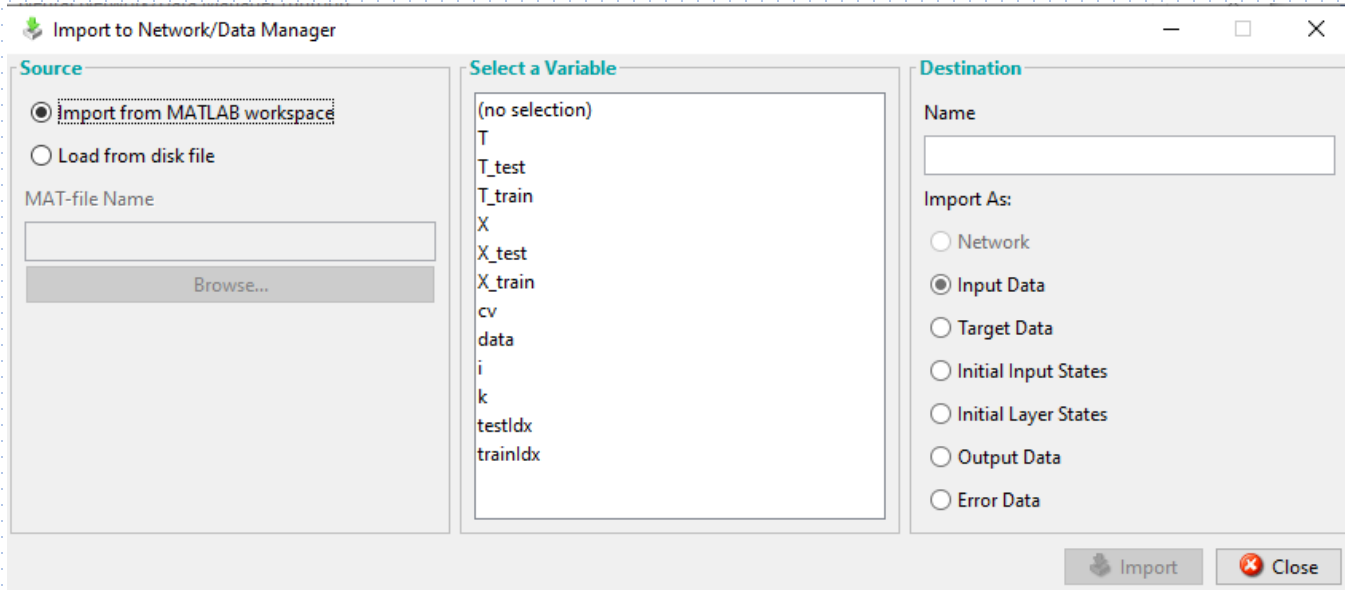 Import to Network/Data Manager
Source
Import from MATLAB workspace
Load from disk file
MAT-file Name
Browse...
Select a Variable
(no selection)
T
T_test
T_train
X
X_test
X_train
cv
data
i
k
testIdx
trainIdx
Destination
Name
Import As:
Network
Input Data
Target Data
Initial Input States
Initial Layer States
Output Data
Error Data
Import
Close